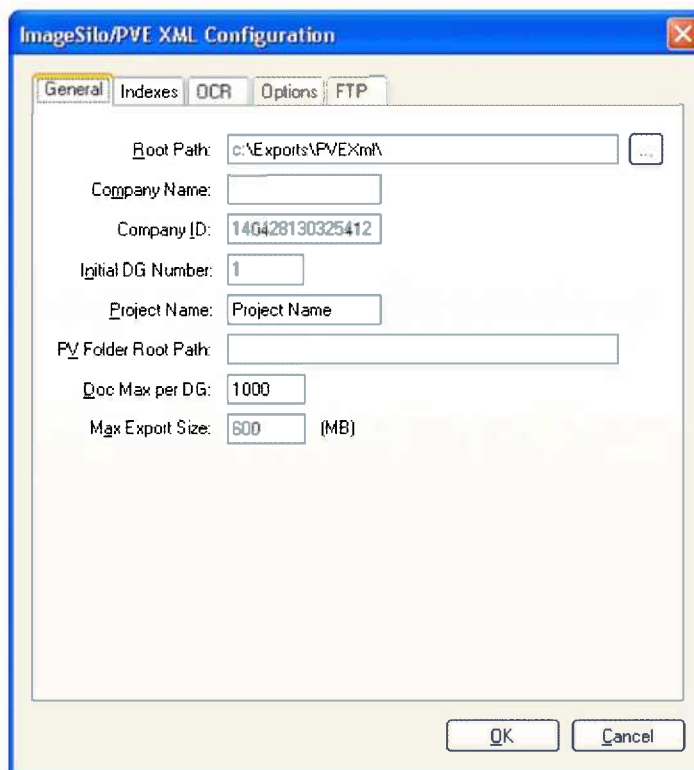 ImageSilo/PVE XML Configuration
General Indexes OCR Options FTP
Root Path: c:\Exports\PVEXml\ ...
Company Name:
Company ID: 140428130325412
Initial DG Number: 1
Project Name: Project Name
PV Folder Root Path:
Doc Max per DG: 1000
Max Export Size: 600 (MB)
OK Cancel